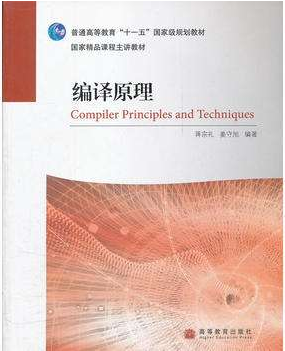 普通高等教育“十一五”国家级规划教材
国家精品课程主讲教材
编译原理
Compiler Principles and Techniques
蒋宗礼 姜守旭 编著
高等教育出版社
Higher Education Press